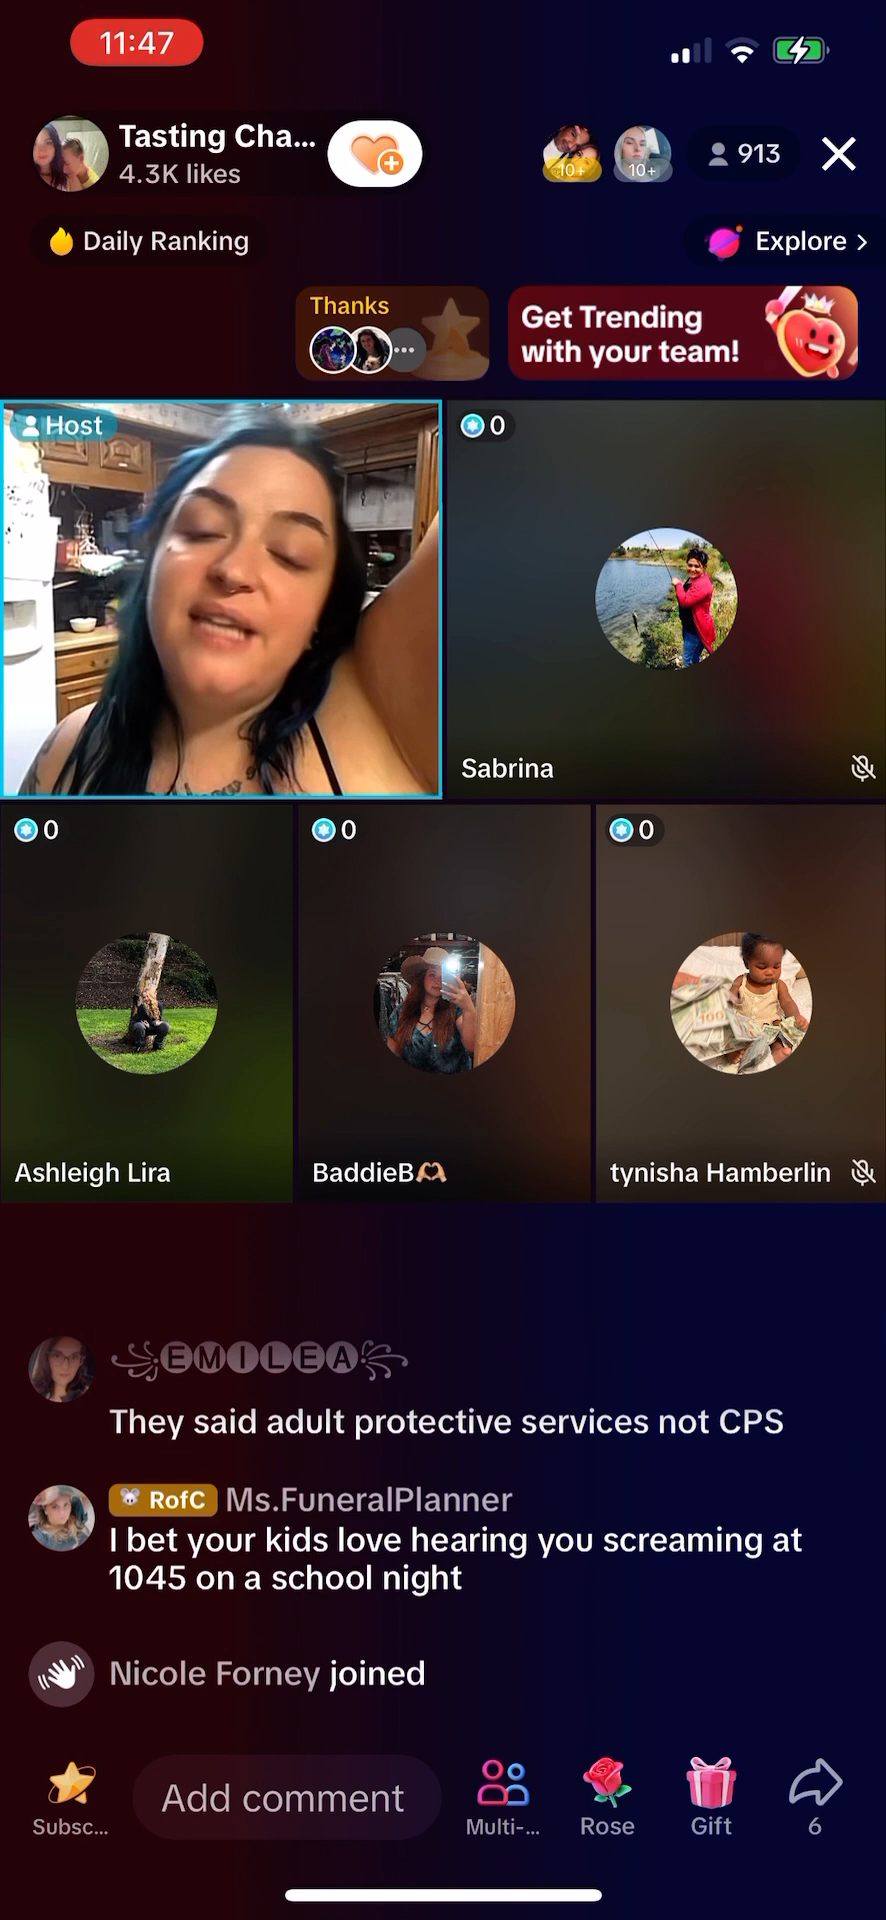 11:47
Tasting Cha...
4.3K likes
10+
10+
913
Daily Ranking
Explore >
Thanks
Get Trending
with your team!
Host
0
Sabrina
0
0
0
Ashleigh Lira
BaddieB🫶🏼
tynisha Hamberlin
ⒺⓂⒾⓁⒺⒶ
They said adult protective services not CPS
RofC Ms.FuneralPlanner
I bet your kids love hearing you screaming at
1045 on a school night
Nicole Forney joined
Subsc...
Add comment
Multi-...
Rose
Gift
6